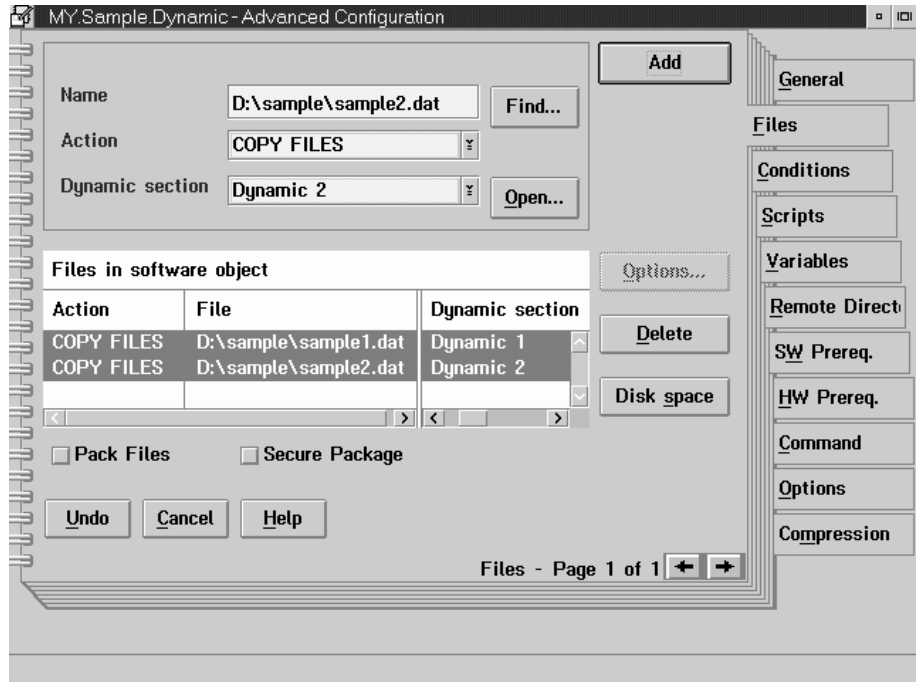 MY.Sample.Dynamic - Advanced Configuration
Add
Name D:\sample\sample2.dat Find...
Action COPY FILES
Dynamic section Dynamic 2 Open...
Files in software object
Options...
Action File Dynamic section
COPY FILES D:\sample\sample1.dat Dynamic 1
COPY FILES D:\sample\sample2.dat Dynamic 2
Delete
Disk space
Pack Files Secure Package
Undo Cancel Help
Files - Page 1 of 1
General
Files
Conditions
Scripts
Variables
Remote Direct
SW Prereq.
HW Prereq.
Command
Options
Compression